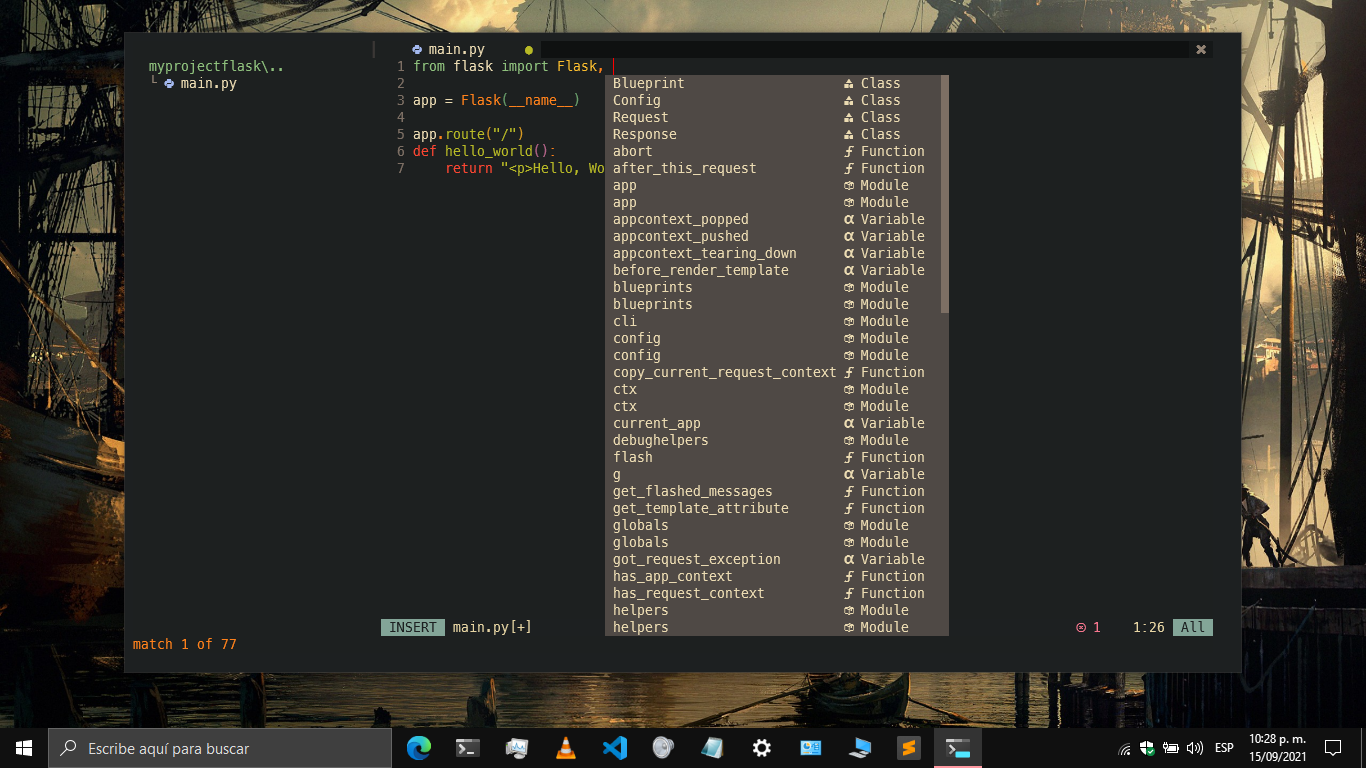 main.py
myprojectflask\..
main.py
1 from flask import Flask,
2
3 app = Flask(__name__)
4
5 app.route("/")
6 def hello_world():
7 return "<p>Hello, Wo
Blueprint Class
Config Class
Request Class
Response Class
abort Function
after_this_request Function
app Module
app Module
appcontext_popped α Variable
appcontext_pushed α Variable
appcontext_tearing_down α Variable
before_render_template α Variable
blueprints Module
blueprints Module
cli Module
config Module
config Module
copy_current_request_context Function
ctx Module
ctx Module
current_app α Variable
debughelpers Module
flash Function
g α Variable
get_flashed_messages Function
get_template_attribute Function
globals Module
globals Module
got_request_exception α Variable
has_app_context Function
has_request_context Function
helpers Module
helpers Module
INSERT main.py[+] 1 1:26 All
match 1 of 77
Escribe aquí para buscar
ESP
10:28 p. m.
15/09/2021